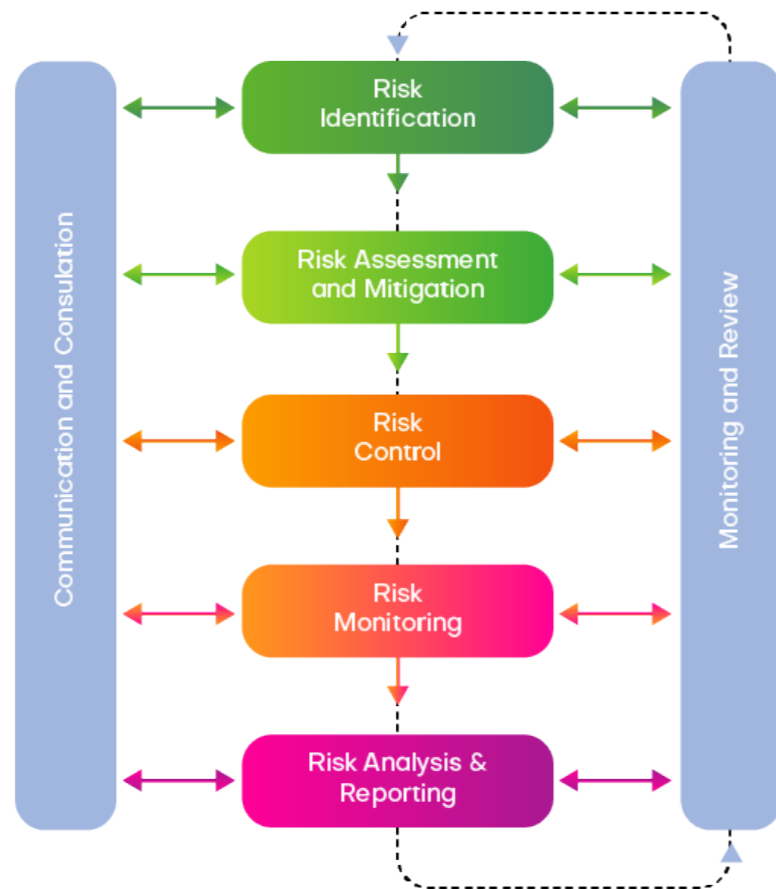 Risk
Identification
Communication and Consulation
Risk Assessment
and Mitigation
Monitoring and Review
Risk
Control
Risk
Monitoring
Risk Analysis &
Reporting